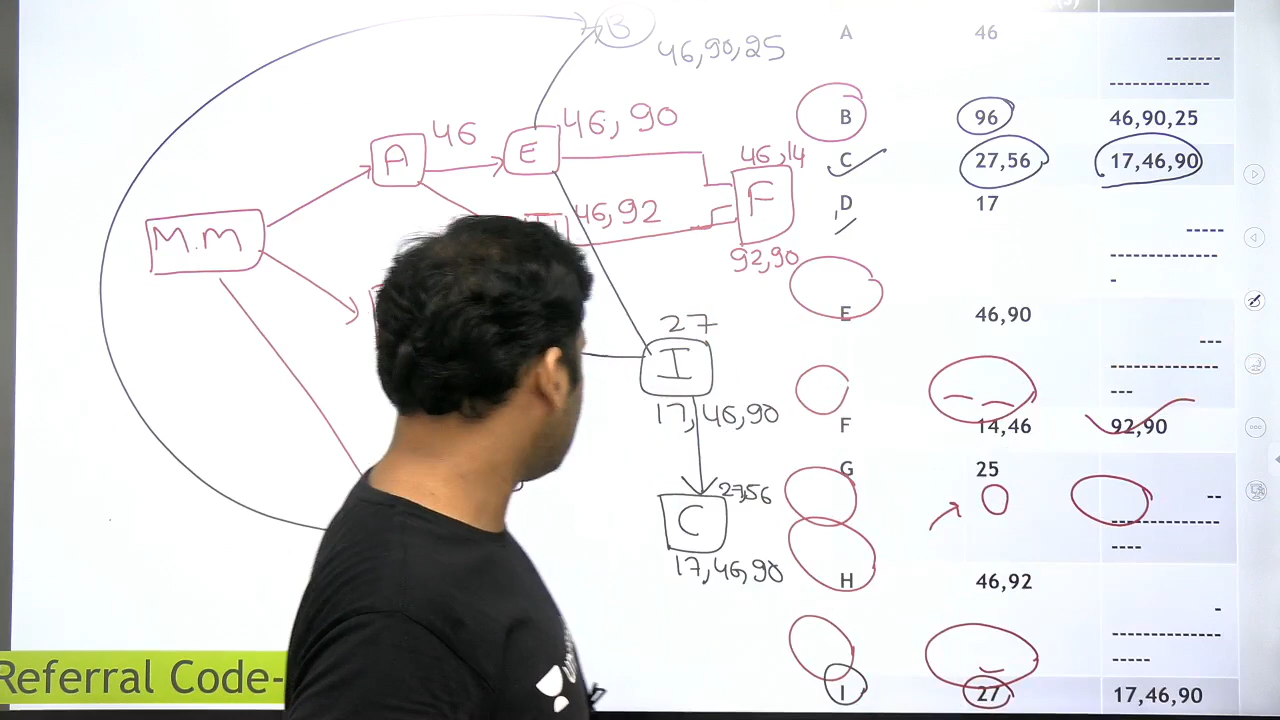 B
46,90,25
A 46
-------
-------------
B 96 46,90,25
46
A
E
46,90
C 27,56 17,46,90
46,14
F
D 17
46,92
M.M
-----
--------------
-
92,90
E 46,90
27
I
---
--------------
---
17,46,90
F 14,46 92,90
G 25
27,56
C
--
--------------
----
17,46,90
H 46,92
-
--------------
-----
Referral Code-
I 27 17,46,90